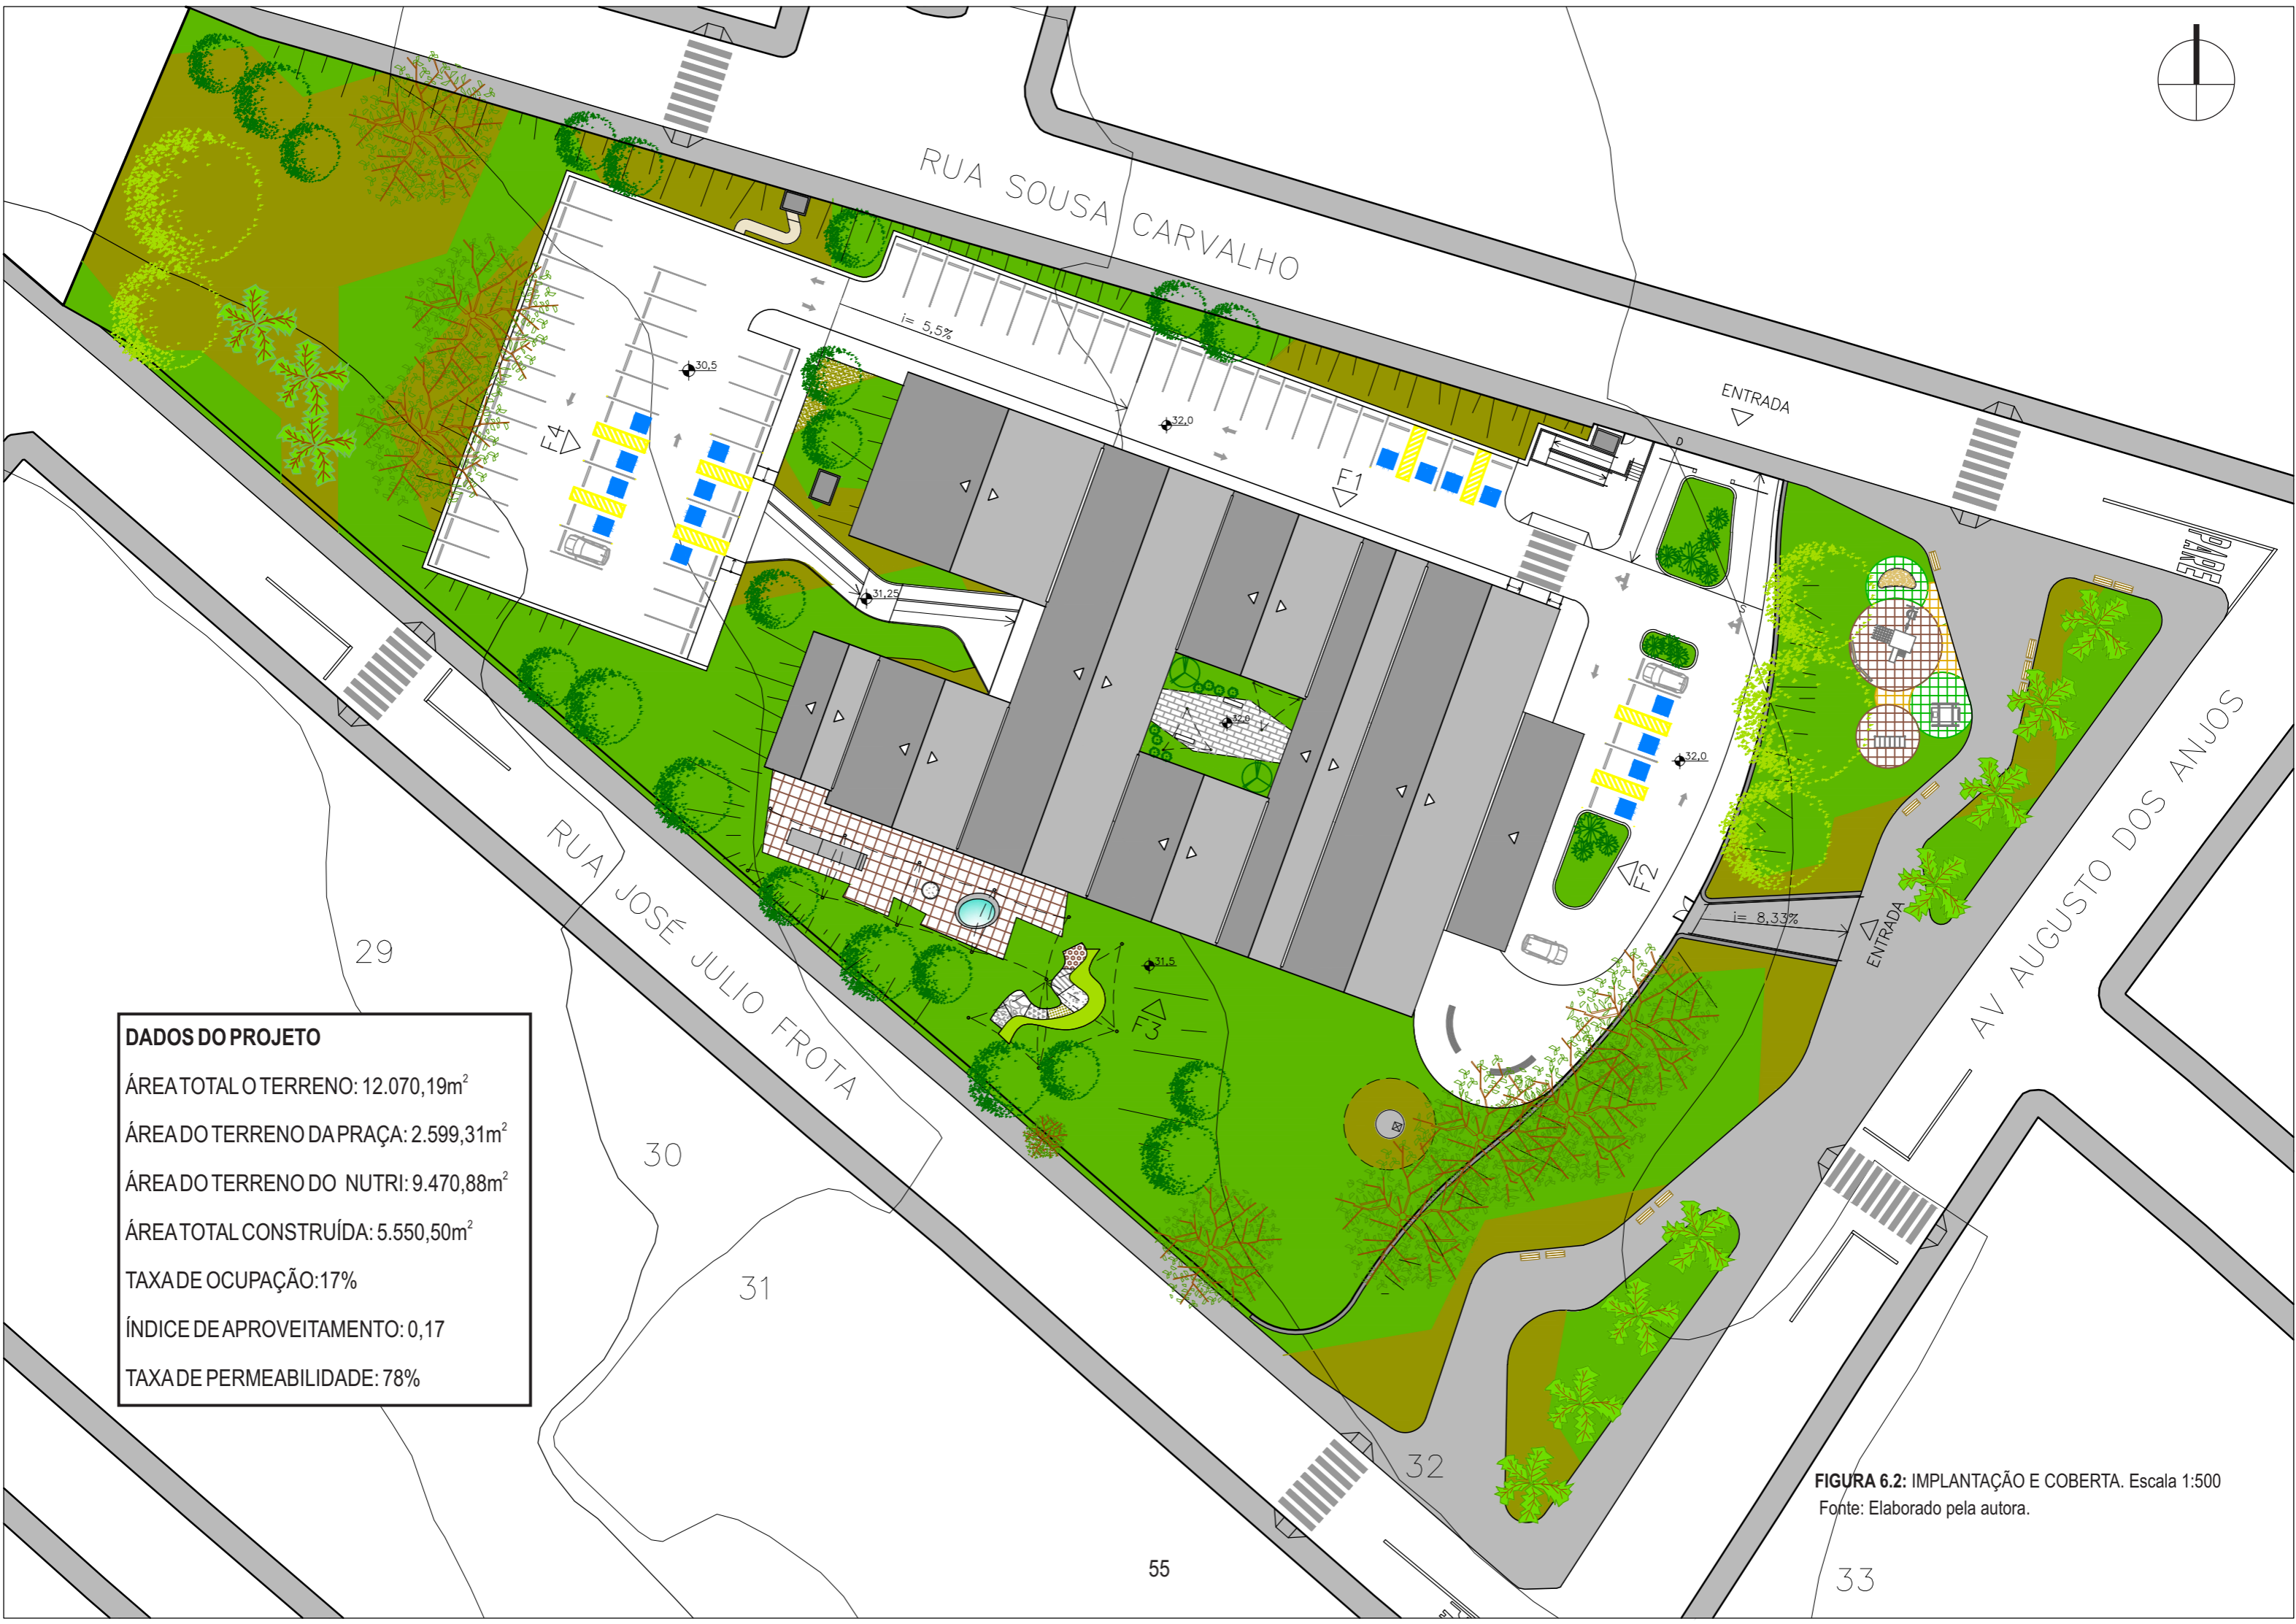 RUA SOUSA CARVALHO
ENTRADA
i= 5,5%
30,5
32,0
F4
F1
D
S
PARE
31,25
32,0
32,0
F2
i= 8,33%
ENTRADA
AV AUGUSTO DOS ANJOS
RUA JOSÉ JULIO FROTA
31,5
F3
29
30
31
32
33
DADOS DO PROJETO
ÁREA TOTAL O TERRENO: 12.070,19m²
ÁREA DO TERRENO DA PRAÇA: 2.599,31m²
ÁREA DO TERRENO DO NUTRI: 9.470,88m²
ÁREA TOTAL CONSTRUÍDA: 5.550,50m²
TAXA DE OCUPAÇÃO:17%
ÍNDICE DE APROVEITAMENTO: 0,17
TAXA DE PERMEABILIDADE: 78%
FIGURA 6.2: IMPLANTAÇÃO E COBERTA. Escala 1:500
Fonte: Elaborado pela autora.
55